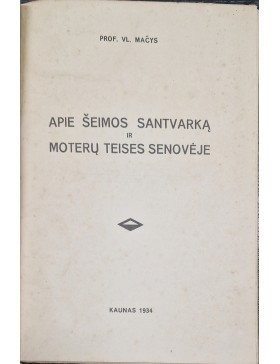 PROF. VL. MAČYS
APIE ŠEIMOS SANTVARKĄ
IR
MOTERŲ TEISES SENOVĖJE
KAUNAS 1934